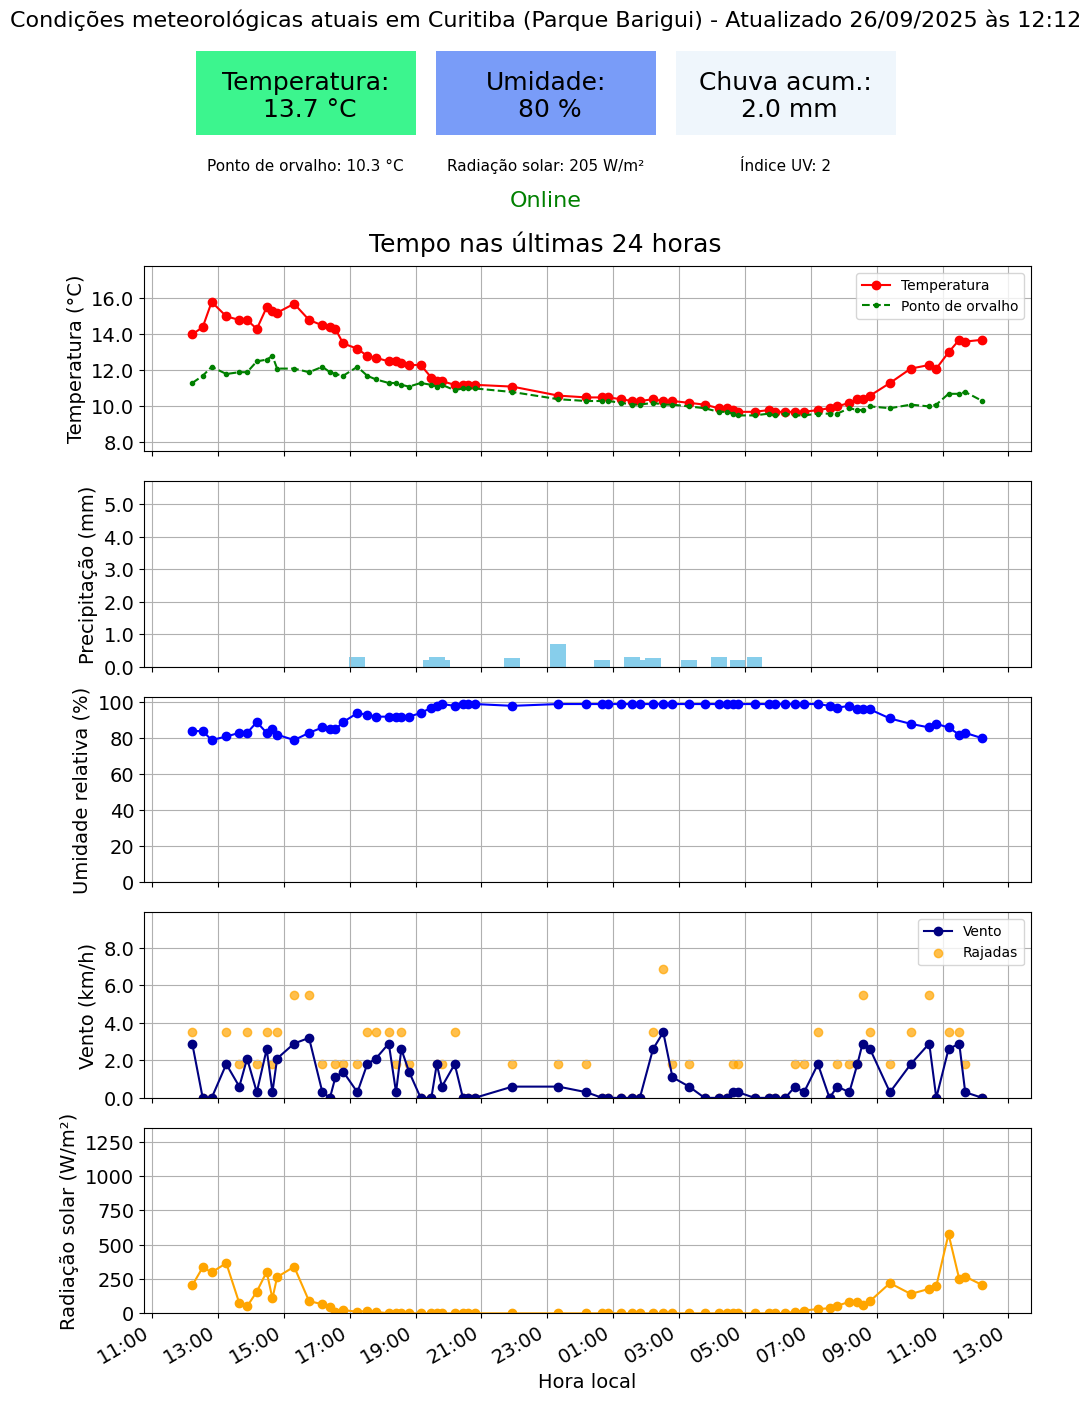 Condições meteorológicas atuais em Curitiba (Parque Barigui) - Atualizado 26/09/2025 às 12:12
Temperatura:
13.7 °C
Umidade:
80 %
Chuva acum.:
2.0 mm
Ponto de orvalho: 10.3 °C
Radiação solar: 205 W/m²
Índice UV: 2
Online
Tempo nas últimas 24 horas
Temperatura (°C)
16.0
14.0
12.0
10.0
8.0
Temperatura
Ponto de orvalho
Precipitação (mm)
5.0
4.0
3.0
2.0
1.0
0.0
Umidade relativa (%)
100
80
60
40
20
0
Vento (km/h)
8.0
6.0
4.0
2.0
0.0
Vento
Rajadas
Radiação solar (W/m²)
1250
1000
750
500
250
0
11:00
13:00
15:00
17:00
19:00
21:00
23:00
01:00
03:00
05:00
07:00
09:00
11:00
13:00
Hora local